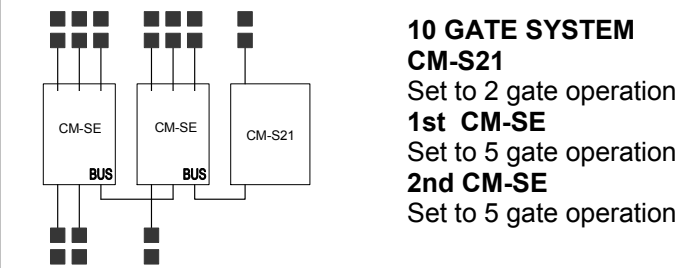 CM-SE
CM-SE
CM-S21
BUS
BUS
10 GATE SYSTEM
CM-S21
Set to 2 gate operation
1st CM-SE
Set to 5 gate operation
2nd CM-SE
Set to 5 gate operation